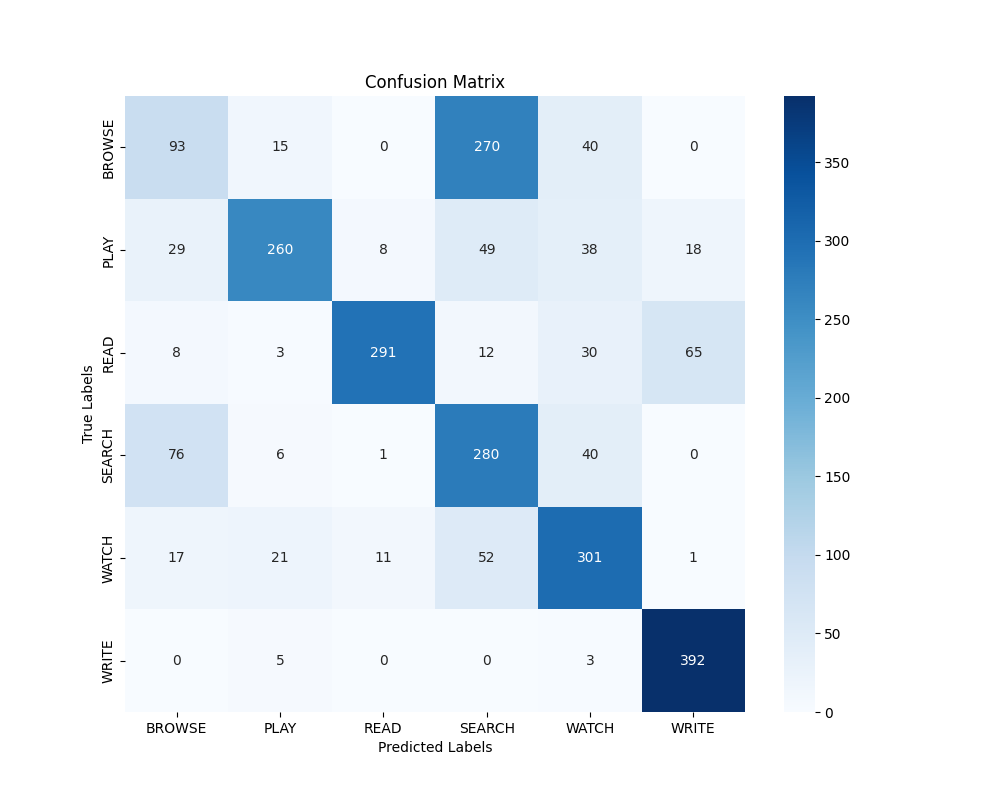 Confusion Matrix
BROWSE 93 15 0 270 40 0
PLAY 29 260 8 49 38 18
READ 8 3 291 12 30 65
SEARCH 76 6 1 280 40 0
WATCH 17 21 11 52 301 1
WRITE 0 5 0 0 3 392
True Labels
BROWSE PLAY READ SEARCH WATCH WRITE
Predicted Labels
350
300
250
200
150
100
50
0